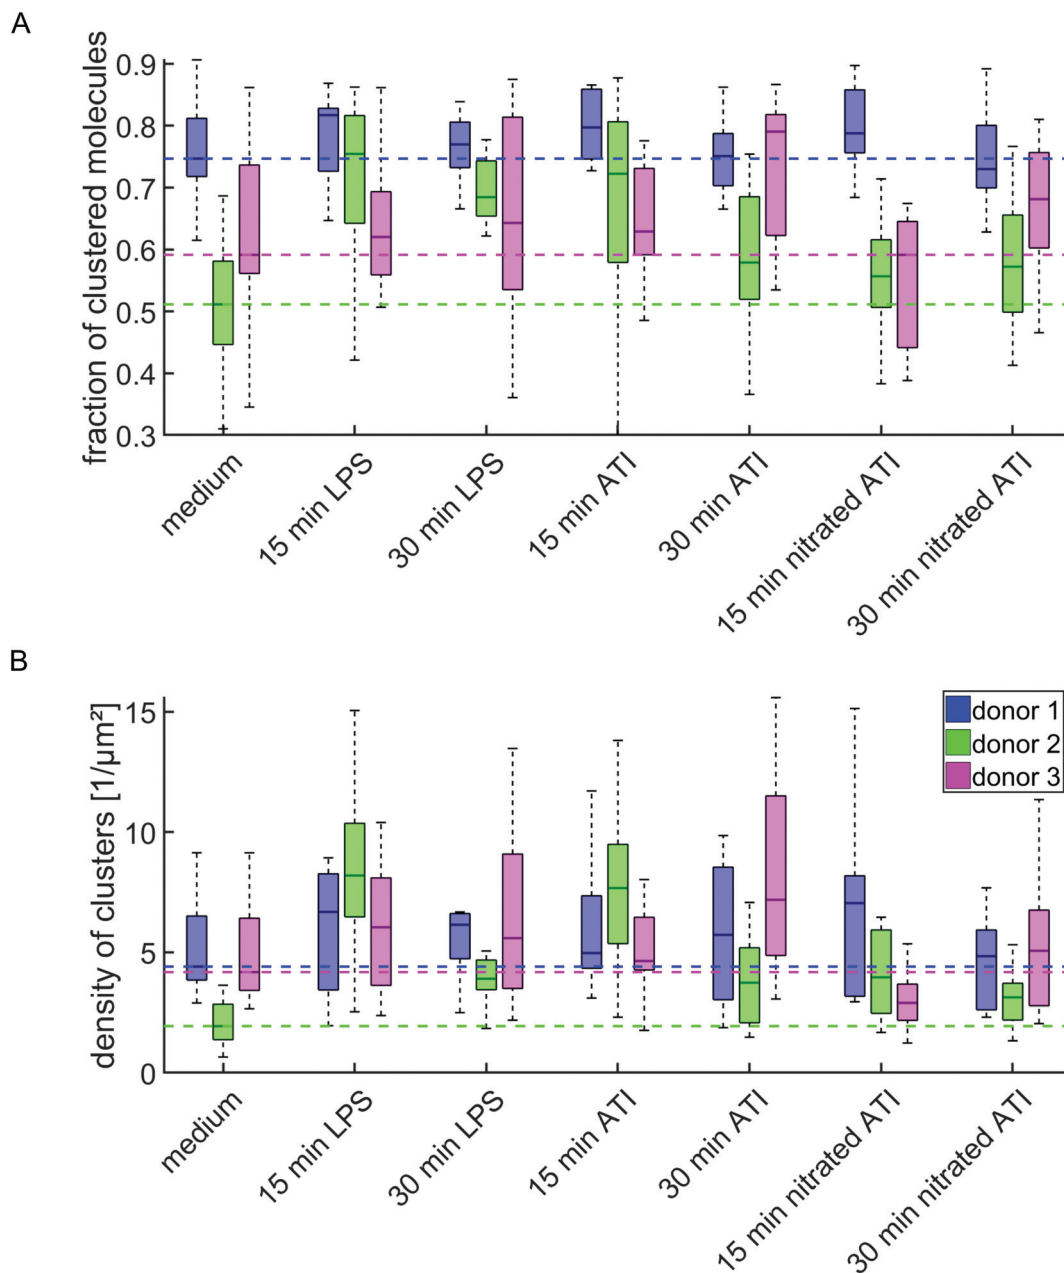 A
fraction of clustered molecules
0.9
0.8
0.7
0.6
0.5
0.4
0.3
medium
15 min LPS
30 min LPS
15 min ATI
30 min ATI
15 min nitrated ATI
30 min nitrated ATI
B
density of clusters [1/µm²]
15
10
5
0
donor 1
donor 2
donor 3
medium
15 min LPS
30 min LPS
15 min ATI
30 min ATI
15 min nitrated ATI
30 min nitrated ATI